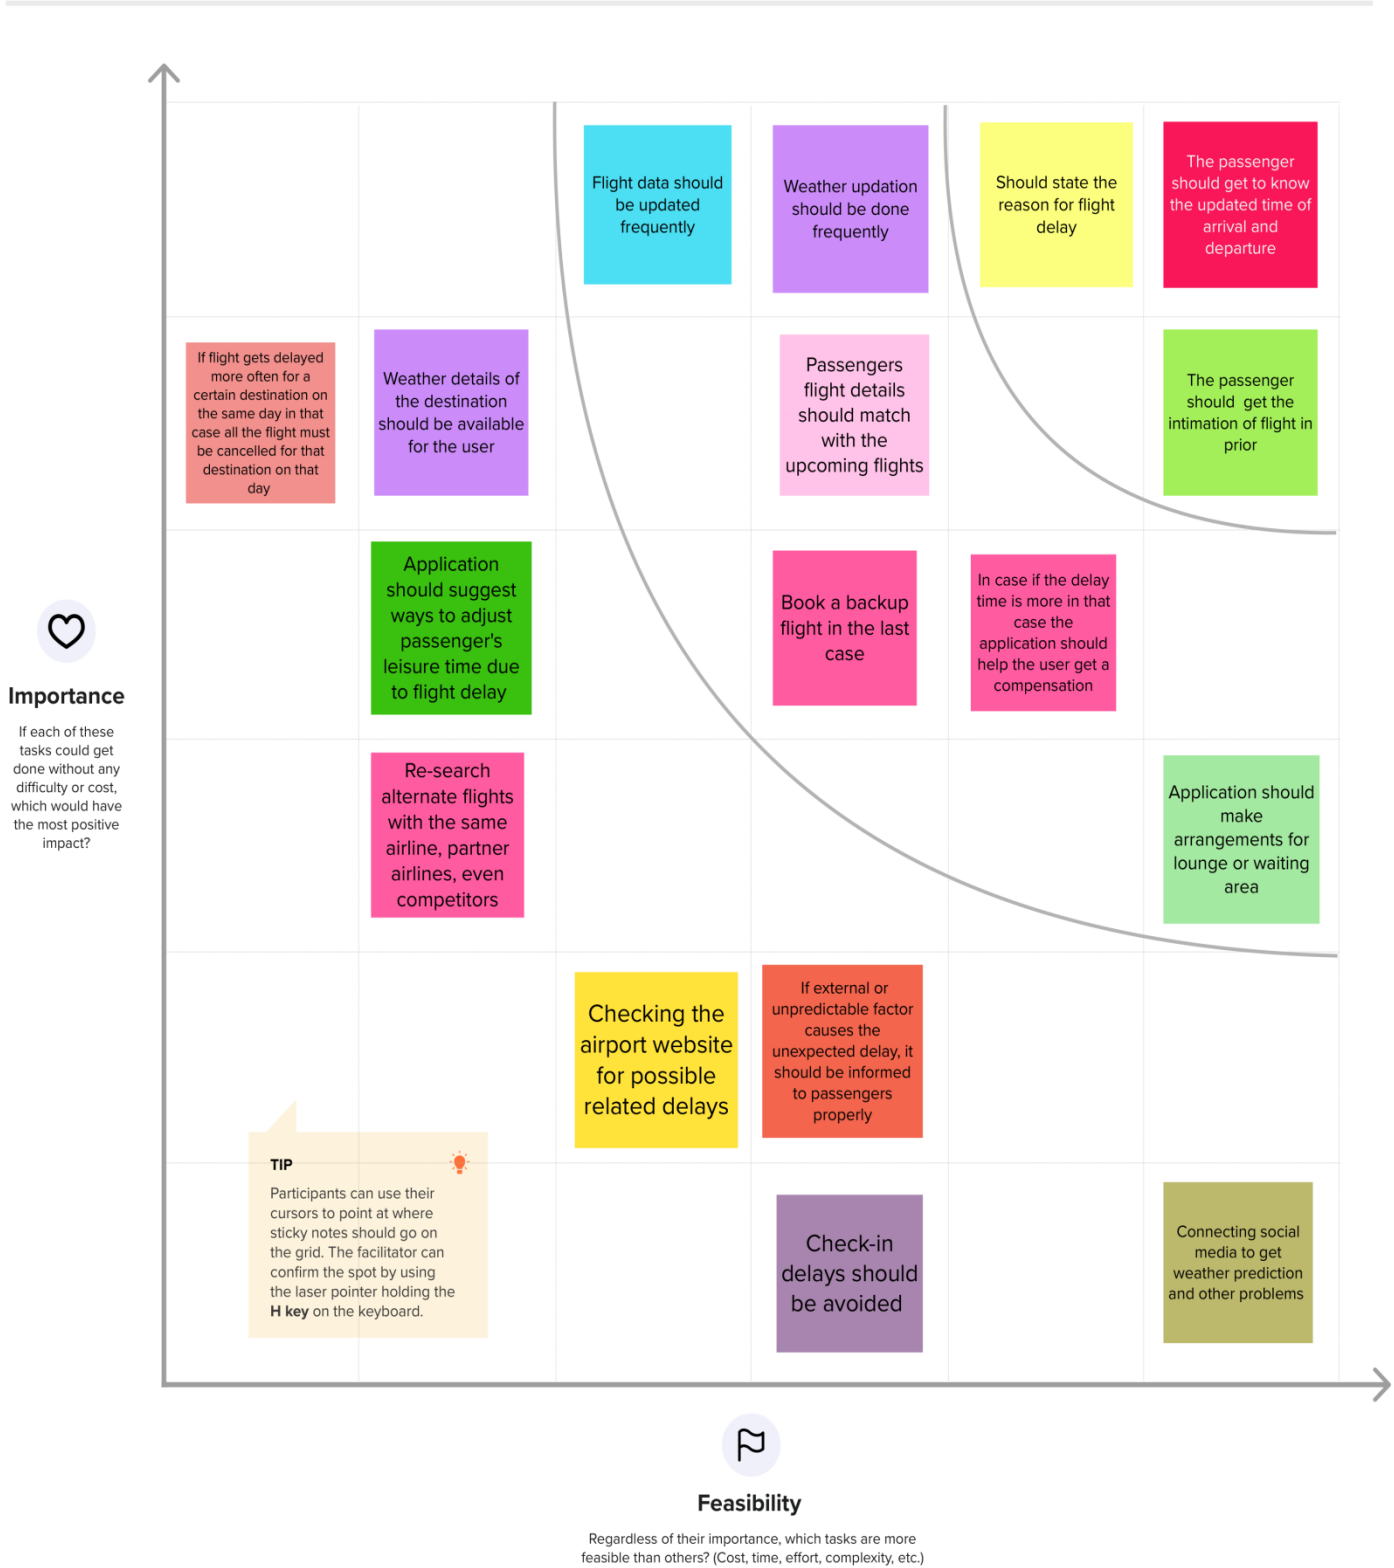 Flight data should
be updated
frequently
Weather updation
should be done
frequently
Should state the
reason for flight
delay
The passenger
should get to know
the updated time of
arrival and
departure
If flight gets delayed
more often for a
certain destination on
the same day in that
case all the flight must
be cancelled for that
destination on that
day
Weather details of
the destination
should be available
for the user
Passengers
flight details
should match
with the
upcoming flights
The passenger
should get the
intimation of flight in
prior
Application
should suggest
ways to adjust
passenger's
leisure time due
to flight delay
Book a backup
flight in the last
case
In case if the delay
time is more in that
case the
application should
help the user get a
compensation
Importance
If each of these
tasks could get
done without any
difficulty or cost,
which would have
the most positive
impact?
Re-search
alternate flights
with the same
airline, partner
airlines, even
competitors
Application should
make
arrangements for
lounge or waiting
area
Checking the
airport website
for possible
related delays
If external or
unpredictable factor
causes the
unexpected delay, it
should be informed
to passengers
properly
TIP
Participants can use their
cursors to point at where
sticky notes should go on
the grid. The facilitator can
confirm the spot by using
the laser pointer holding the
H key on the keyboard.
Check-in
delays should
be avoided
Connecting social
media to get
weather prediction
and other problems
Feasibility
Regardless of their importance, which tasks are more
feasible than others? (Cost, time, effort, complexity, etc.)